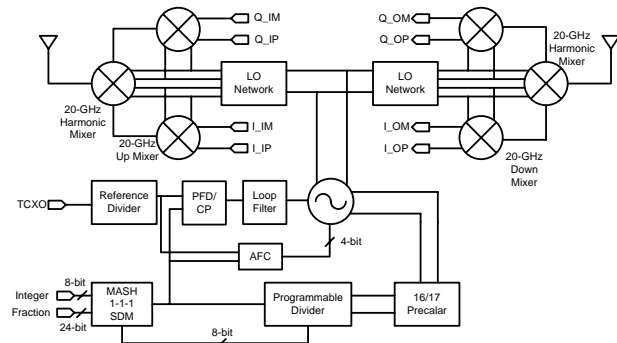 Q_IM
Q_IP
Q_OM
Q_OP
20-GHz
Harmonic
Mixer
LO
Network
LO
Network
20-GHz
Harmonic
Mixer
20-GHz
Up Mixer
I_IM
I_IP
I_OM
I_OP
20-GHz
Down
Mixer
TCXO
Reference
Divider
PFD/
CP
Loop
Filter
AFC
4-bit
Integer
8-bit
Fraction
24-bit
MASH
1-1-1
SDM
Programmable
Divider
16/17
Precalar
8-bit